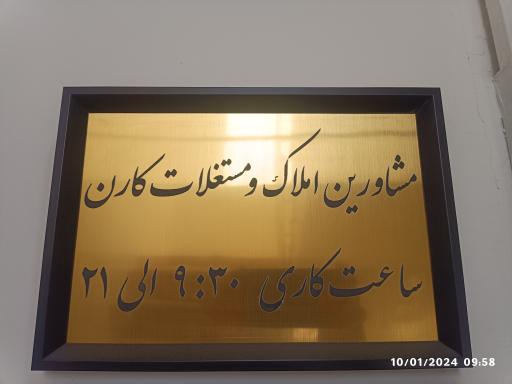 مشاورین املاک و مستغلات کارن
ساعت کاری ۹:۳۰ الی ۲۱
10/01/2024 09:58